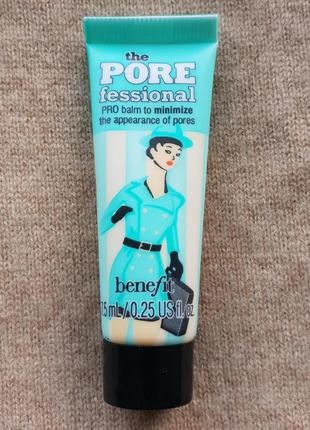 the
PORE
fessional
PRO balm to minimize
the appearance of pores
benefit
7.5 mL/0.25 US fl. oz